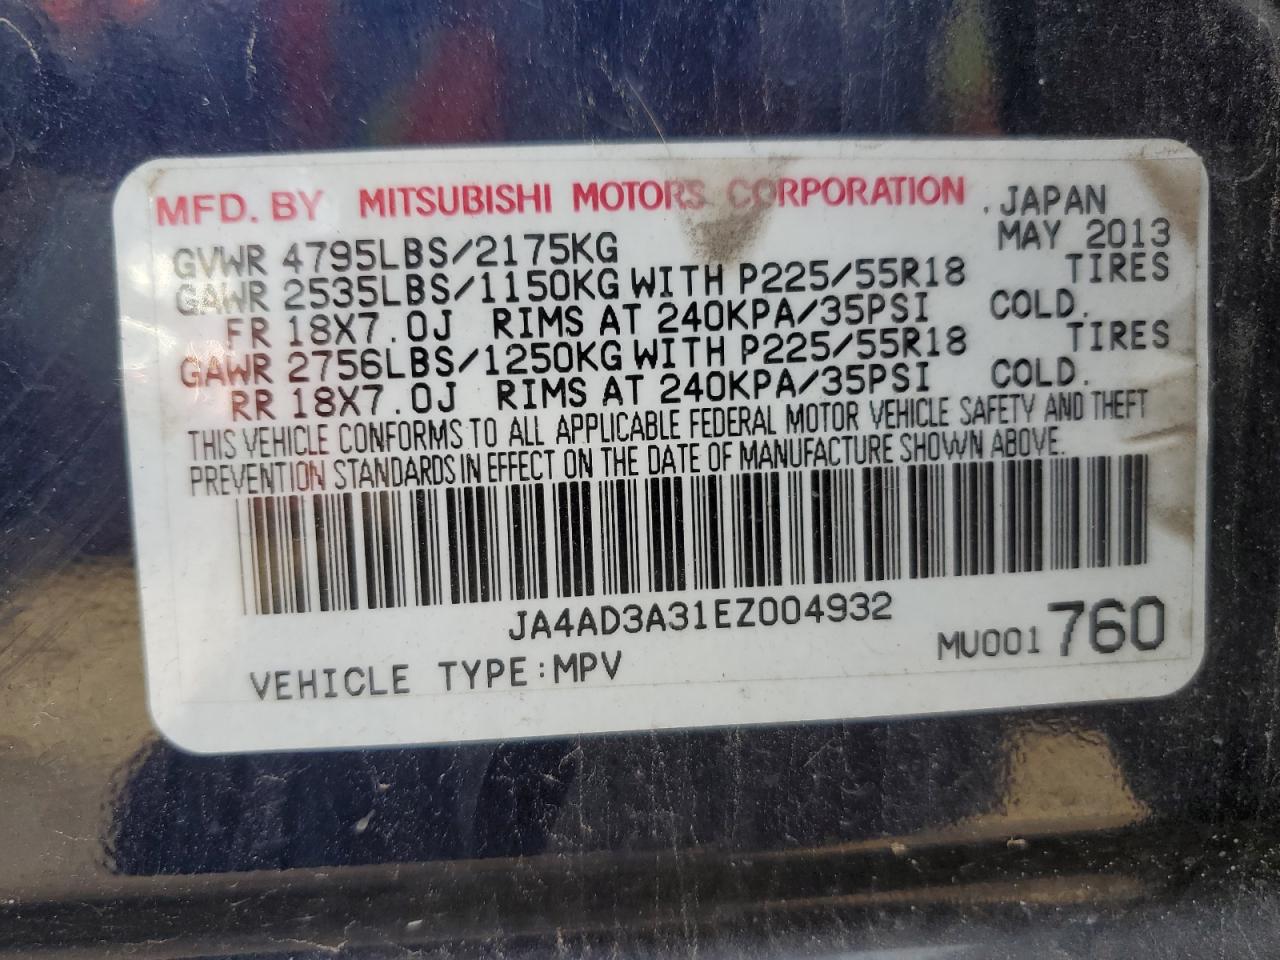 MFD. BY MITSUBISHI MOTORS CORPORATION . JAPAN
GVWR 4795LBS/2175KG MAY 2013
GAWR 2535LBS/1150KG WITH P225/55R18 TIRES
FR 18X7.0J RIMS AT 240KPA/35PSI COLD.
GAWR 2756LBS/1250KG WITH P225/55R18 TIRES
RR 18X7.0J RIMS AT 240KPA/35PSI COLD.
THIS VEHICLE CONFORMS TO ALL APPLICABLE FEDERAL MOTOR VEHICLE SAFETY AND THEFT
PREVENTION STANDARDS IN EFFECT ON THE DATE OF MANUFACTURE SHOWN ABOVE.
JA4AD3A31EZ004932
MU001760
VEHICLE TYPE:MPV